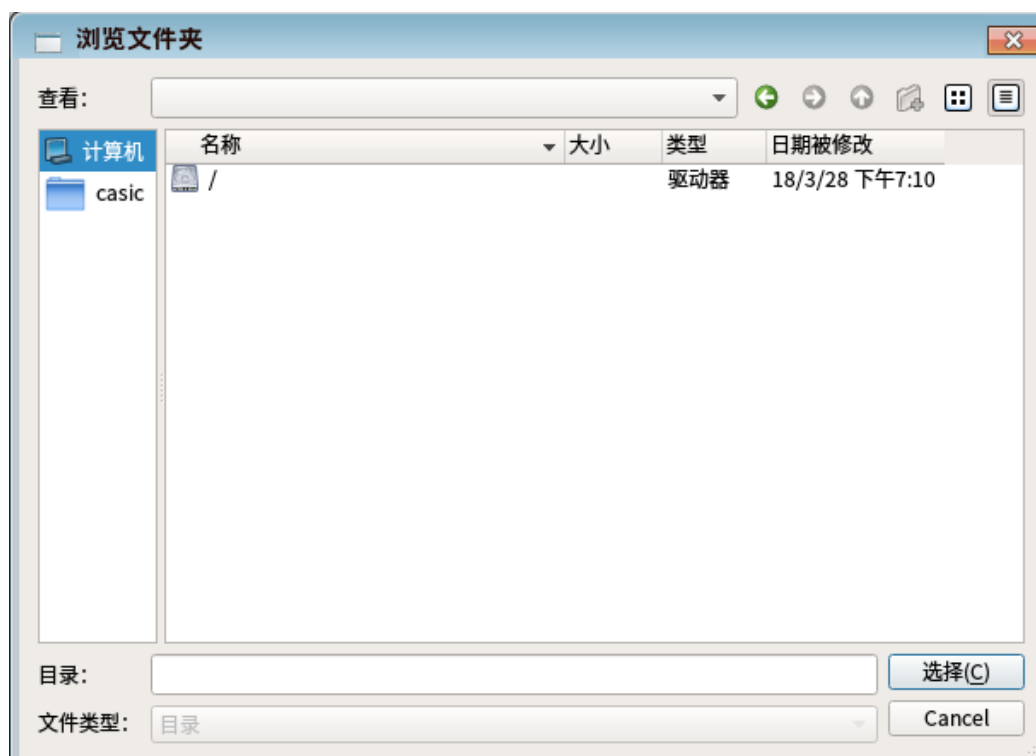 浏览文件夹
查看:
计算机
casic
名称 大小 类型 日期被修改
/ 驱动器 18/3/28 下午7:10
目录:
选择(C)
文件类型: 目录
Cancel